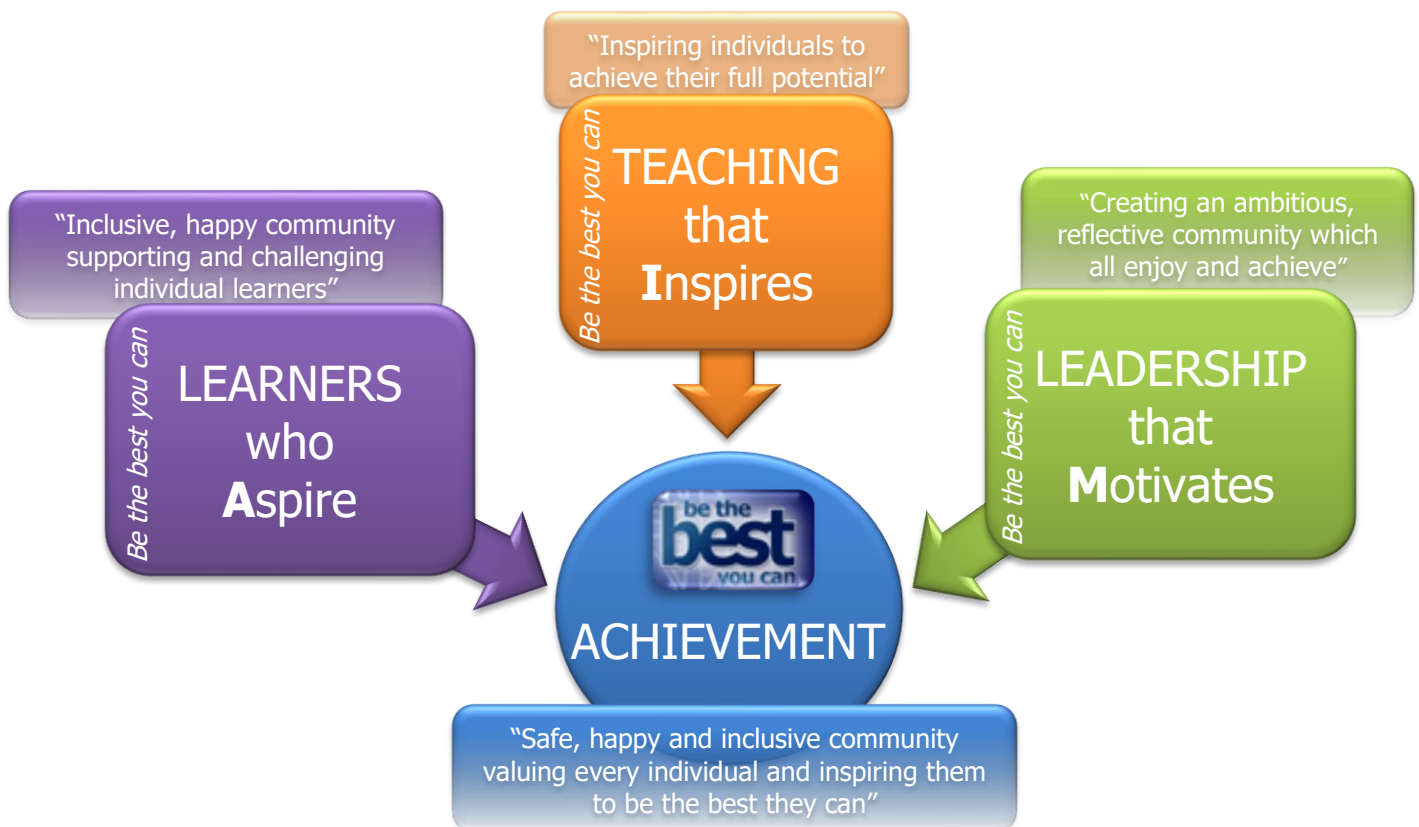 “Inspiring individuals to
achieve their full potential”
Be the best you can
TEACHING
that
Inspires
“Inclusive, happy community
supporting and challenging
individual learners”
Be the best you can
LEARNERS
who
Aspire
“Creating an ambitious,
reflective community which
all enjoy and achieve”
Be the best you can
LEADERSHIP
that
Motivates
be the
best
you can
ACHIEVEMENT
“Safe, happy and inclusive community
valuing every individual and inspiring them
to be the best they can”